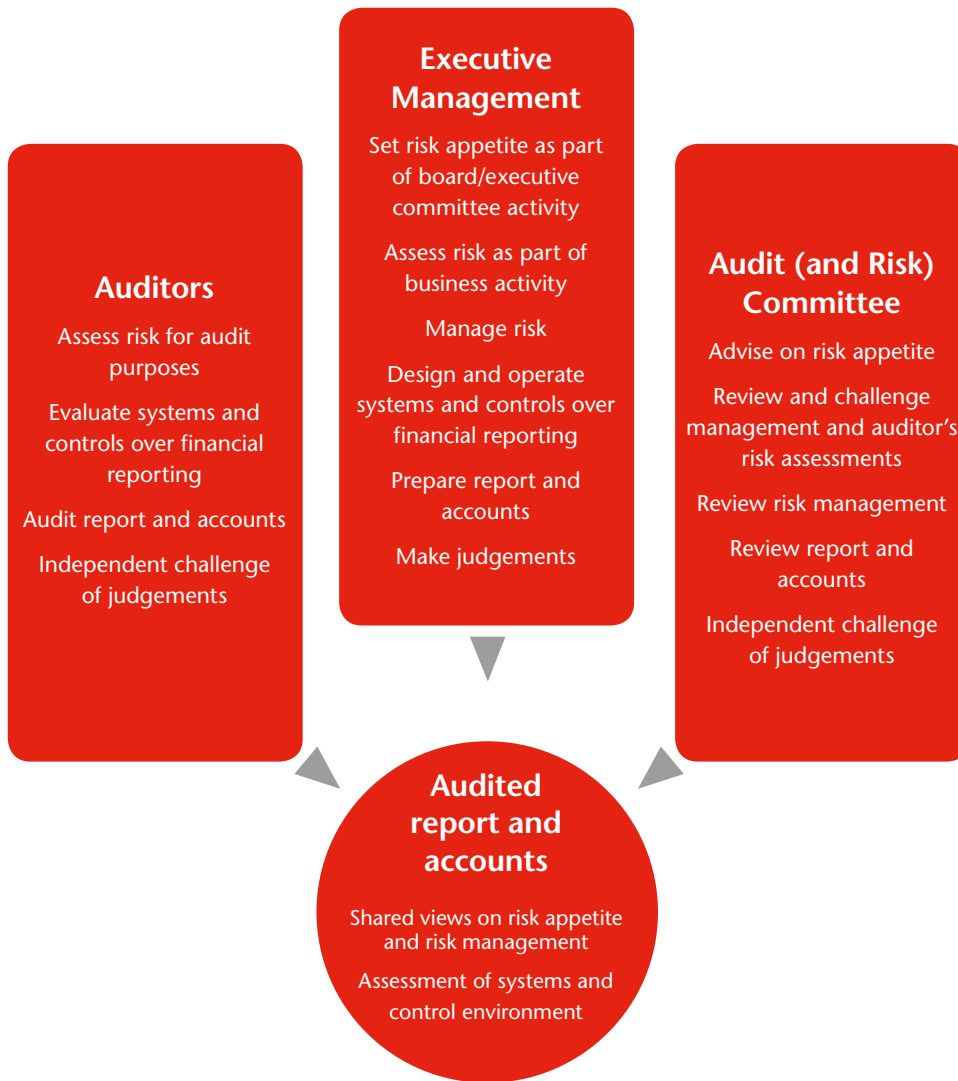 Executive
Management
Set risk appetite as part
of board/executive
committee activity
Assess risk as part of
business activity
Manage risk
Design and operate
systems and controls over
financial reporting
Prepare report and
accounts
Make judgements
Auditors
Assess risk for audit
purposes
Evaluate systems and
controls over financial
reporting
Audit report and accounts
Independent challenge
of judgements
Audit (and Risk)
Committee
Advise on risk appetite
Review and challenge
management and auditor’s
risk assessments
Review risk management
Review report and
accounts
Independent challenge
of judgements
Audited
report and
accounts
Shared views on risk appetite
and risk management
Assessment of systems and
control environment